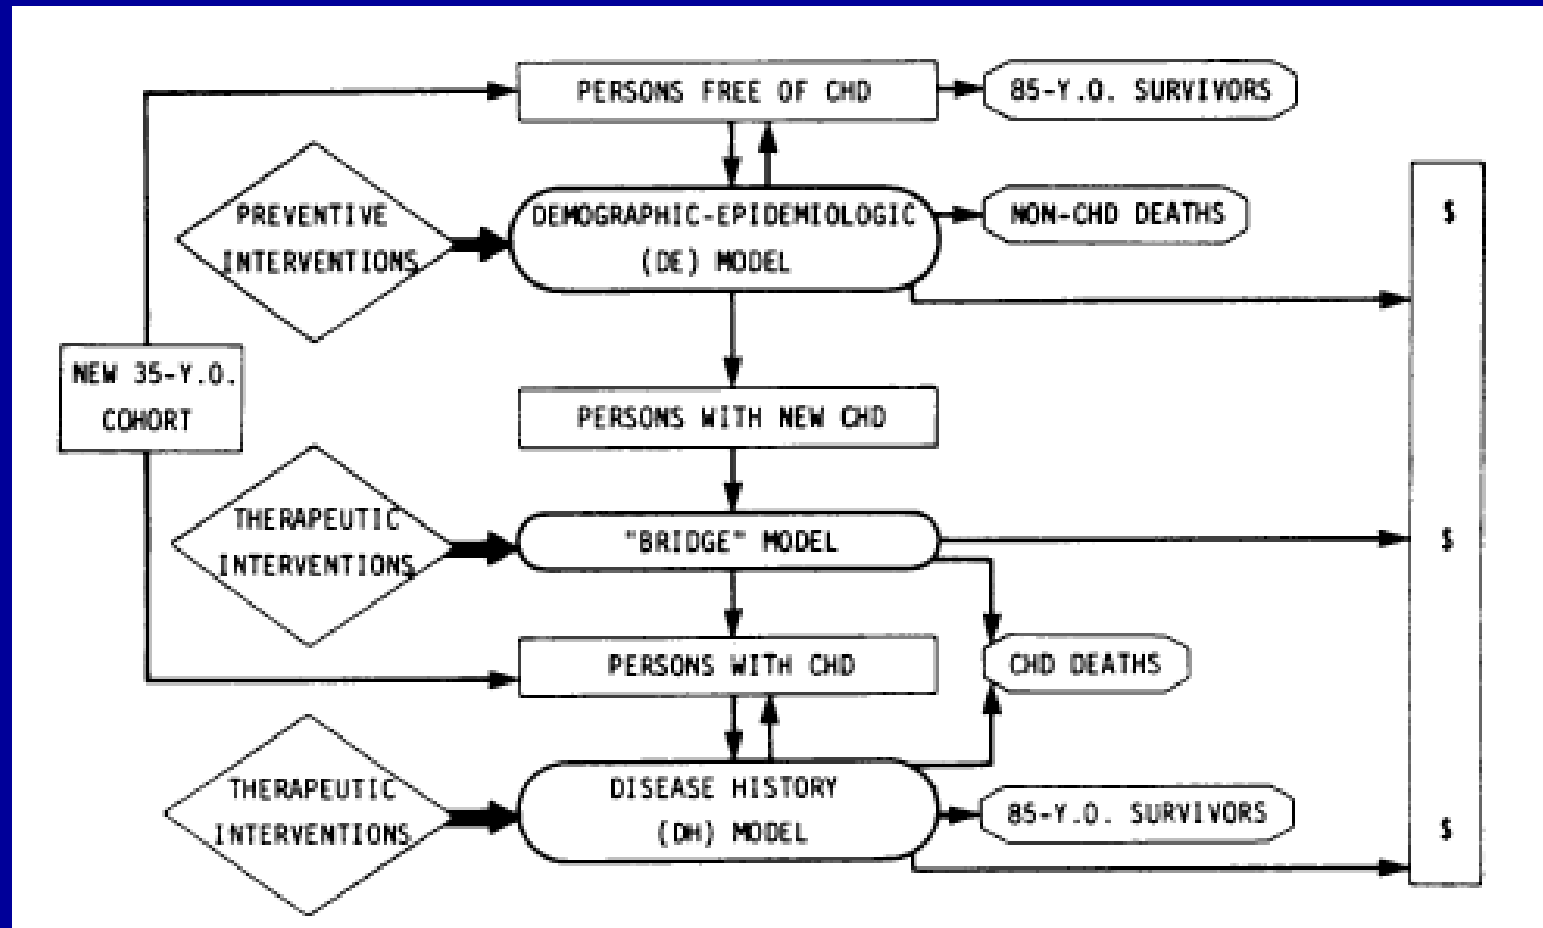 PERSONS FREE OF CHD
85-Y.O. SURVIVORS
PREVENTIVE
INTERVENTIONS
DEMOGRAPHIC-EPIDEMIOLOGIC
(DE) MODEL
NON-CHD DEATHS
$
NEW 35-Y.O.
COHORT
PERSONS WITH NEW CHD
THERAPEUTIC
INTERVENTIONS
"BRIDGE" MODEL
$
PERSONS WITH CHD
CHD DEATHS
THERAPEUTIC
INTERVENTIONS
DISEASE HISTORY
(DH) MODEL
85-Y.O. SURVIVORS
$